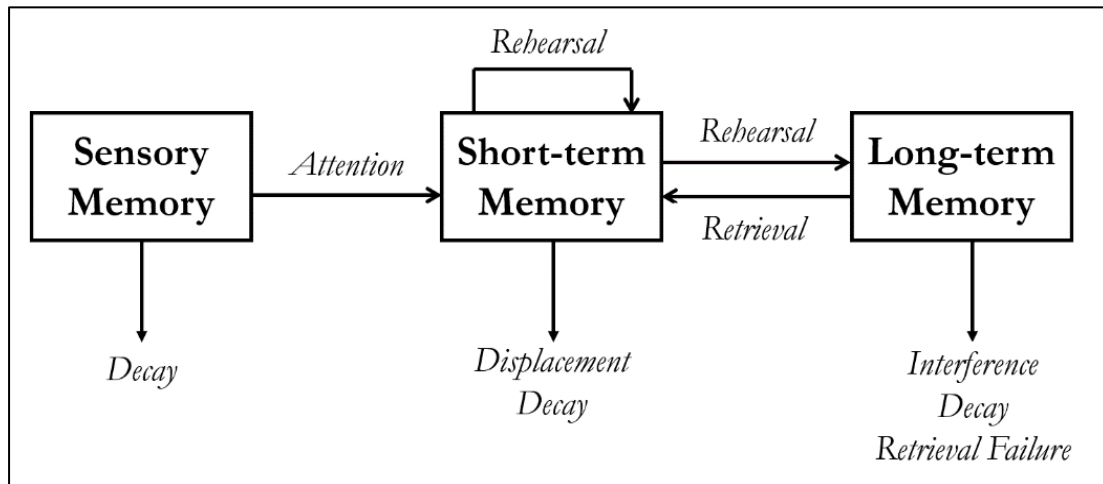 Rehearsal
Sensory
Memory
Attention
Short-term
Memory
Rehearsal
Retrieval
Long-term
Memory
Decay
Displacement
Decay
Interference
Decay
Retrieval Failure